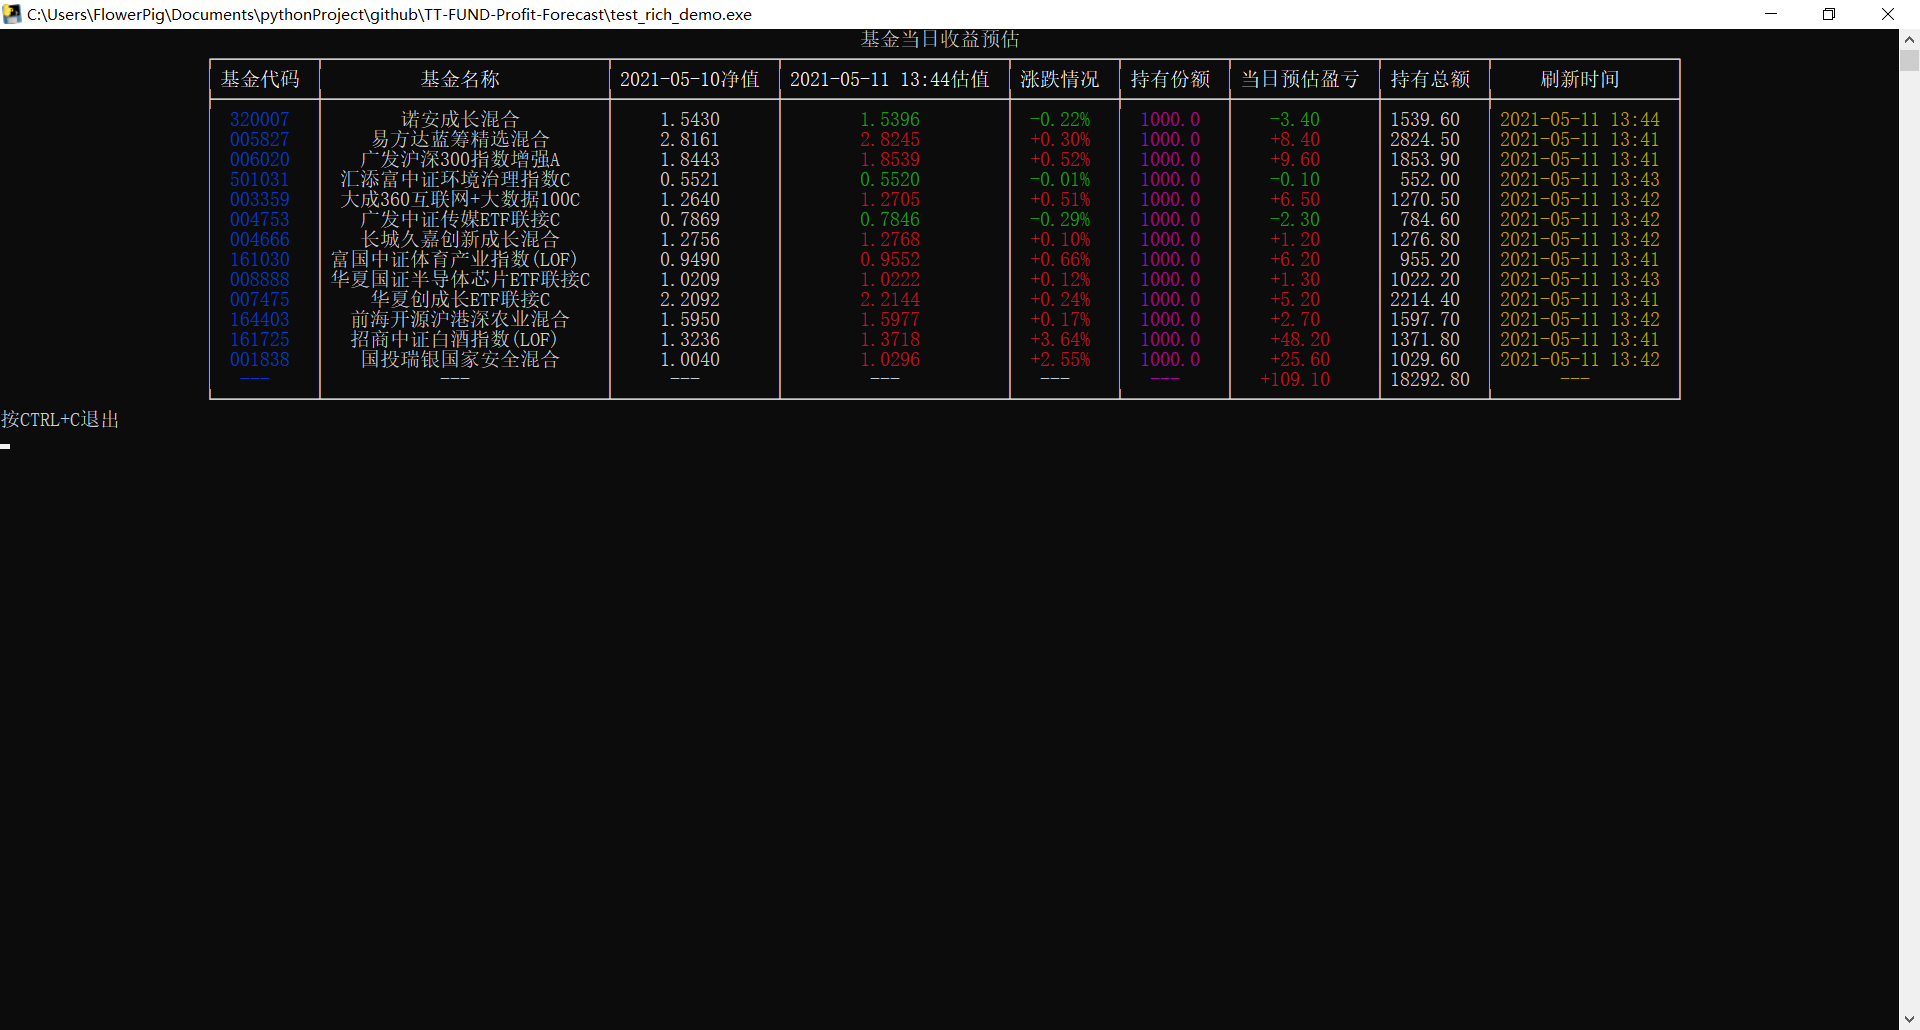 C:\Users\FlowerPig\Documents\pythonProject\github\TT-FUND-Profit-Forecast\test_rich_demo.exe
基金当日收益预估
基金代码 基金名称 2021-05-10净值 2021-05-11 13:44估值 涨跌情况 持有份额 当日预估盈亏 持有总额 刷新时间
320007 诺安成长混合 1.5430 1.5396 -0.22% 1000.0 -3.40 1539.60 2021-05-11 13:44
005827 易方达蓝筹精选混合 2.8161 2.8245 +0.30% 1000.0 +8.40 2824.50 2021-05-11 13:41
006020 广发沪深300指数增强A 1.8443 1.8539 +0.52% 1000.0 +9.60 1853.90 2021-05-11 13:41
501031 汇添富中证环境治理指数C 0.5521 0.5520 -0.01% 1000.0 -0.10 552.00 2021-05-11 13:43
003359 大成360互联网+大数据100C 1.2640 1.2705 +0.51% 1000.0 +6.50 1270.50 2021-05-11 13:42
004753 广发中证传媒ETF联接C 0.7869 0.7846 -0.29% 1000.0 -2.30 784.60 2021-05-11 13:42
004666 长城久嘉创新成长混合 1.2756 1.2768 +0.10% 1000.0 +1.20 1276.80 2021-05-11 13:42
161030 富国中证体育产业指数(LOF) 0.9490 0.9552 +0.66% 1000.0 +6.20 955.20 2021-05-11 13:41
008888 华夏国证半导体芯片ETF联接C 1.0209 1.0222 +0.12% 1000.0 +1.30 1022.20 2021-05-11 13:43
007475 华夏创成长ETF联接C 2.2092 2.2144 +0.24% 1000.0 +5.20 2214.40 2021-05-11 13:41
164403 前海开源沪港深农业混合 1.5950 1.5977 +0.17% 1000.0 +2.70 1597.70 2021-05-11 13:42
161725 招商中证白酒指数(LOF) 1.3236 1.3718 +3.64% 1000.0 +48.20 1371.80 2021-05-11 13:41
001838 国投瑞银国家安全混合 1.0040 1.0296 +2.55% 1000.0 +25.60 1029.60 2021-05-11 13:42
--- --- --- --- --- --- +109.10 18292.80 ---
按CTRL+C退出